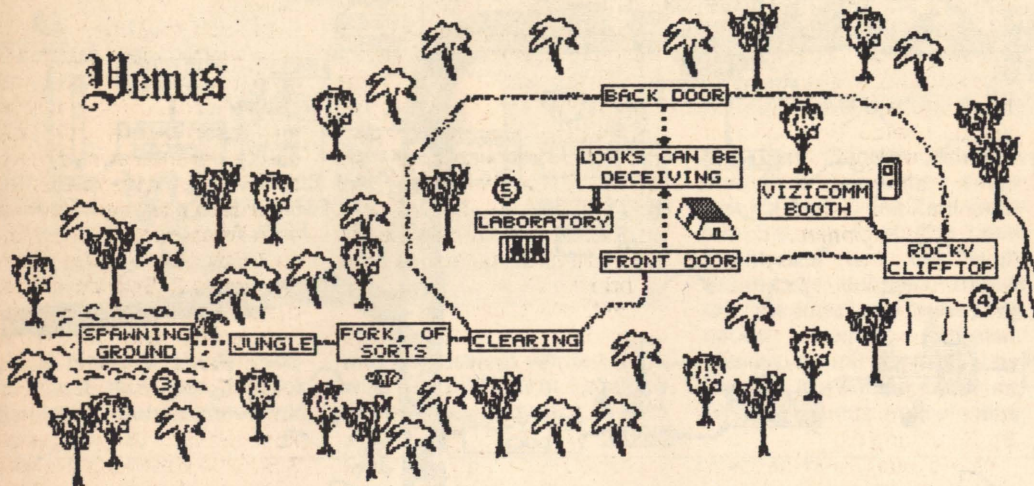 Venus
BACK DOOR
LOOKS CAN BE
DECEIVING
5
LABORATORY
VIZICOMM
BOOTH
FRONT DOOR
ROCKY
CLIFFTOP
4
SPAWNING
GROUND
JUNGLE
FORK, OF
SORTS
CLEARING
3